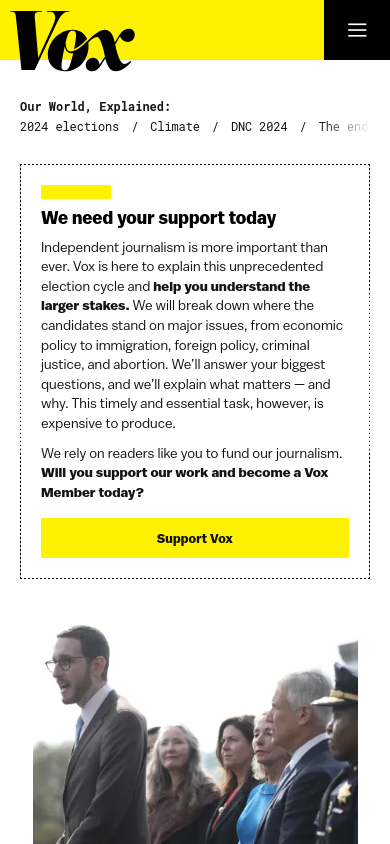 Vox
Our World, Explained:
2024 elections / Climate / DNC 2024 / The end
We need your support today
Independent journalism is more important than
ever. Vox is here to explain this unprecedented
election cycle and help you understand the
larger stakes. We will break down where the
candidates stand on major issues, from economic
policy to immigration, foreign policy, criminal
justice, and abortion. We’ll answer your biggest
questions, and we’ll explain what matters — and
why. This timely and essential task, however, is
expensive to produce.
We rely on readers like you to fund our journalism.
Will you support our work and become a Vox
Member today?
Support Vox